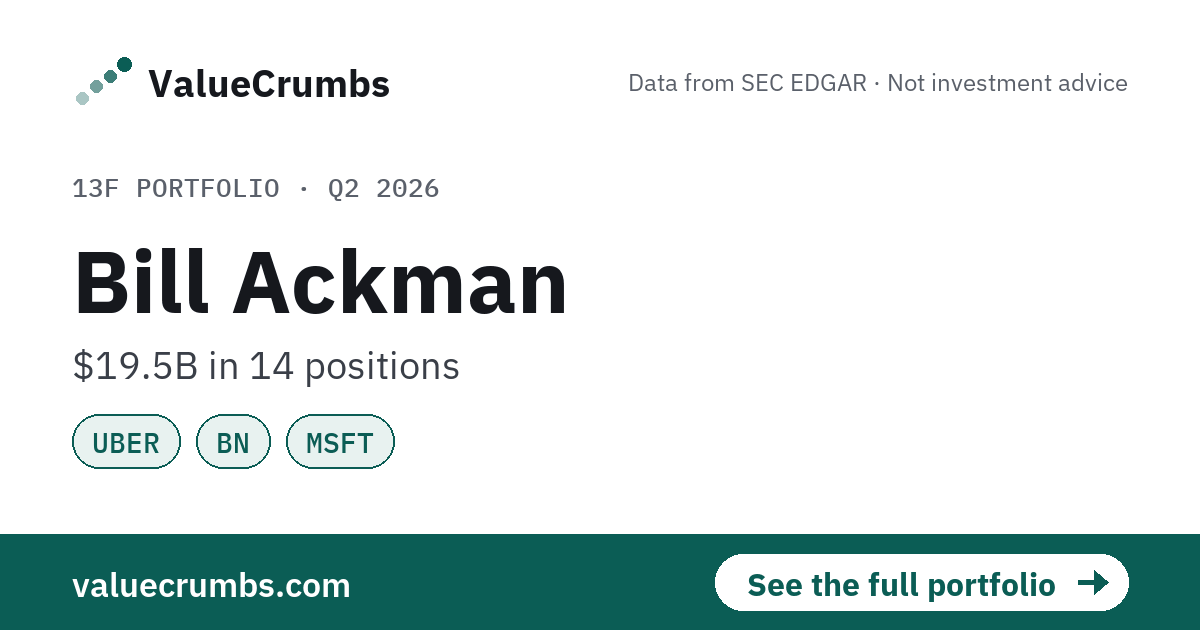 ValueCrumbs
Data from SEC EDGAR · Not investment advice
13F PORTFOLIO · Q2 2026
Bill Ackman
$19.5B in 14 positions
UBER BN MSFT
valuecrumbs.com
See the full portfolio